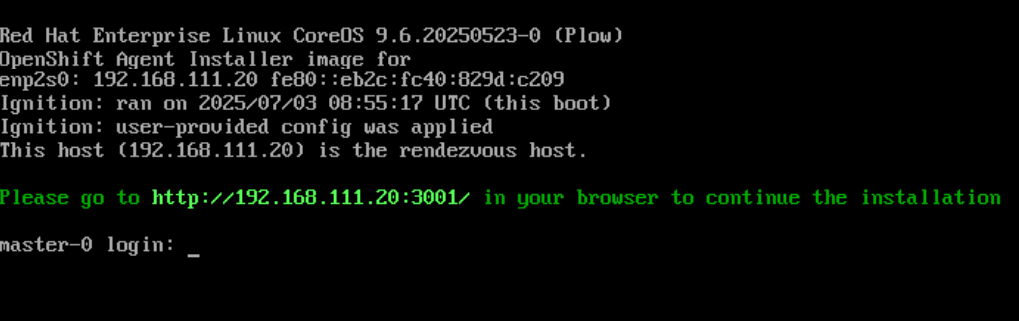 Red Hat Enterprise Linux CoreOS 9.6.20250523-0 (Plow)
OpenShift Agent Installer image for
enp2s0: 192.168.111.20 fe80::eb2c:fc40:829d:c209
Ignition: ran on 2025/07/03 08:55:17 UTC (this boot)
Ignition: user-provided config was applied
This host (192.168.111.20) is the rendezvous host.
Please go to http://192.168.111.20:3001/ in your browser to continue the installation
master-0 login: _